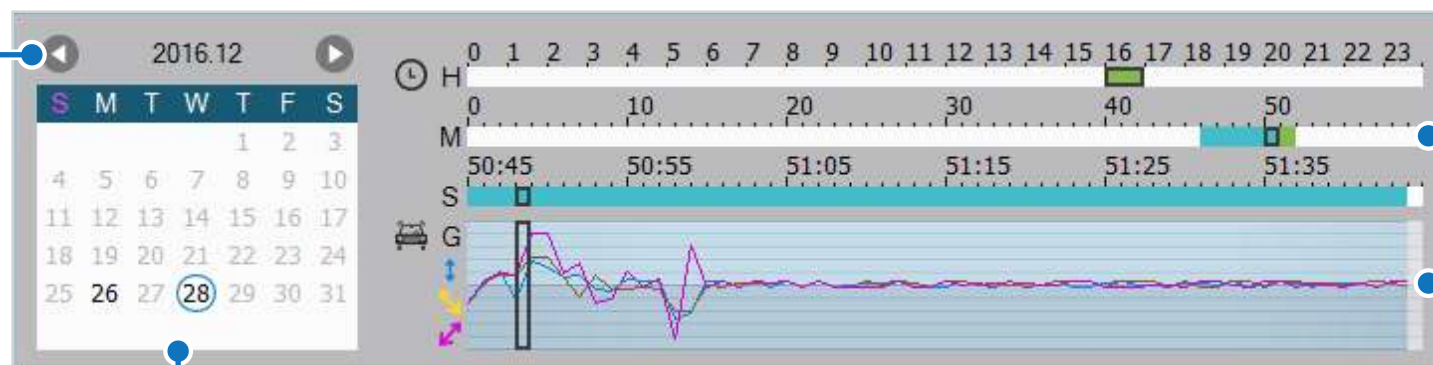 2016.12
S M T W T F S
1 2 3
4 5 6 7 8 9 10
11 12 13 14 15 16 17
18 19 20 21 22 23 24
25 26 27 28 29 30 31
0 1 2 3 4 5 6 7 8 9 10 11 12 13 14 15 16 17 18 19 20 21 22 23
H
0 10 20 30 40 50
M
50:45 50:55 51:05 51:15 51:25 51:35
S
G